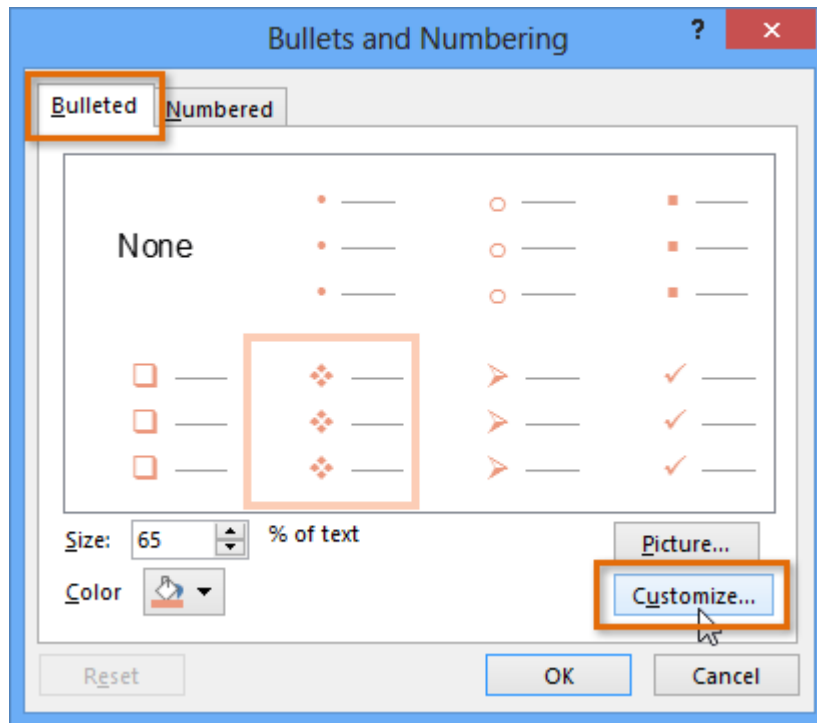 Bullets and Numbering ?
Bulleted Numbered
None
Size: 65 % of text Picture...
Color Customize...
Reset OK Cancel